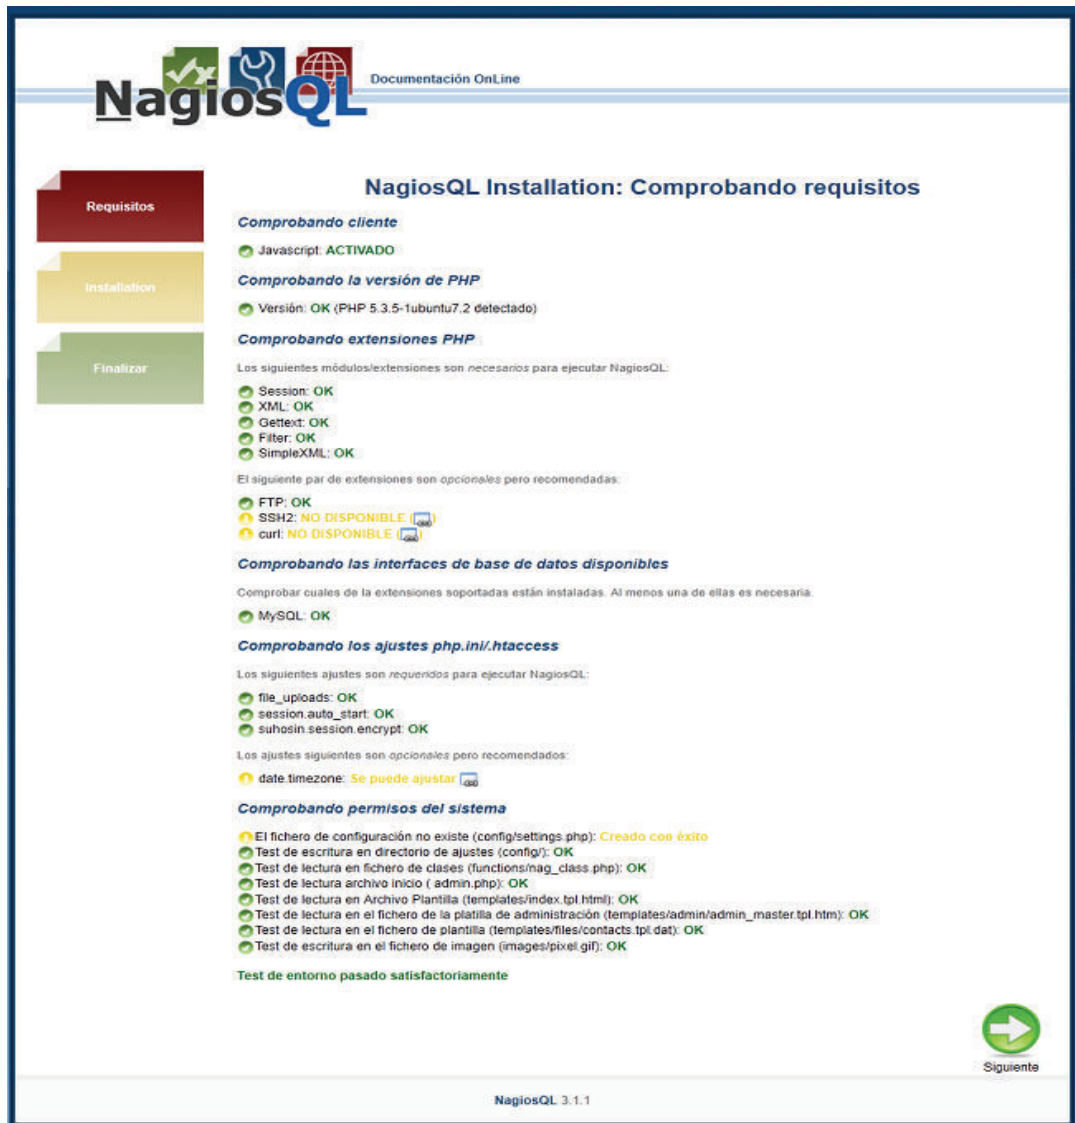 NagiosQL
Documentación OnLine
Requisitos
Installation
Finalizar
NagiosQL Installation: Comprobando requisitos
Comprobando cliente
Javascript: ACTIVADO
Comprobando la versión de PHP
Versión: OK (PHP 5.3.5-1ubuntu7.2 detectado)
Comprobando extensiones PHP
Los siguientes módulos/extensiones son necesarios para ejecutar NagiosQL:
Session: OK
XML: OK
Gettext: OK
Filter: OK
SimpleXML: OK
El siguiente par de extensiones son opcionales pero recomendadas:
FTP: OK
SSH2: NO DISPONIBLE ()
curl: NO DISPONIBLE ()
Comprobando las interfaces de base de datos disponibles
Comprobar cuales de la extensiones soportadas están instaladas. Al menos una de ellas es necesaria.
MySQL: OK
Comprobando los ajustes php.ini/.htaccess
Los siguientes ajustes son requeridos para ejecutar NagiosQL:
file_uploads: OK
session.auto_start: OK
suhosin.session.encrypt: OK
Los ajustes siguientes son opcionales pero recomendados:
date.timezone: Se puede ajustar
Comprobando permisos del sistema
El fichero de configuración no existe (config/settings.php): Creado con éxito
Test de escritura en directorio de ajustes (config/): OK
Test de lectura en fichero de clases (functions/nag_class.php): OK
Test de lectura archivo inicio ( admin.php): OK
Test de lectura en Archivo Plantilla (templates/index.tpl.html): OK
Test de lectura en el fichero de la platilla de administración (templates/admin/admin_master.tpl.htm): OK
Test de lectura en el fichero de plantilla (templates/files/contacts.tpl.dat): OK
Test de escritura en el fichero de imagen (images/pixel.gif): OK
Test de entorno pasado satisfactoriamente
Siguiente
NagiosQL 3.1.1